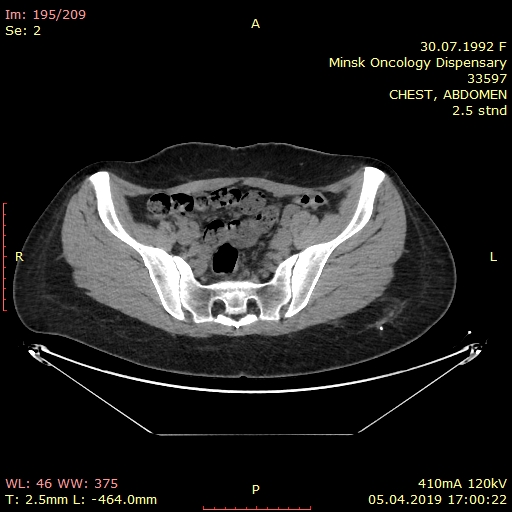 Im: 195/209
Se: 2
A
30.07.1992 F
Minsk Oncology Dispensary
33597
CHEST, ABDOMEN
2.5 stnd
R
L
WL: 46 WW: 375
T: 2.5mm L: -464.0mm
P
410mA 120kV
05.04.2019 17:00:22